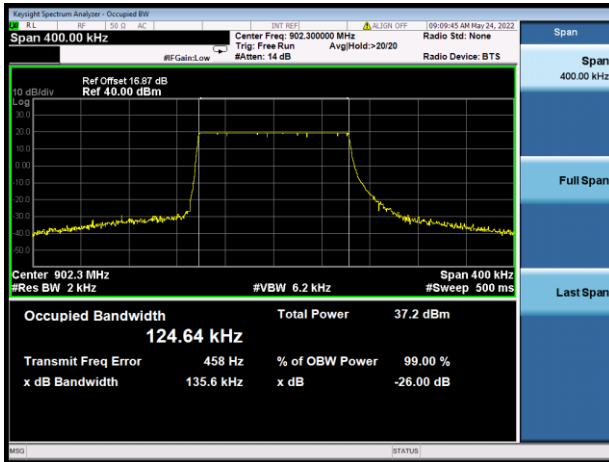 Keysight Spectrum Analyzer - Occupied BW
RL RF 50 Ω AC INT REF ALIGN OFF 09:09:45 AM May 24, 2022
Span 400.00 kHz
Center Freq: 902.300000 MHz Radio Std: None
Trig: Free Run Avg|Hold:>20/20
#IFGain:Low #Atten: 14 dB Radio Device: BTS
Ref Offset 16.87 dB
10 dB/div Ref 40.00 dBm
Log
30.0
20.0
10.0
0.00
-10.0
-20.0
-30.0
-40.0
-50.0
Center 902.3 MHz Span 400 kHz
#Res BW 2 kHz #VBW 6.2 kHz #Sweep 500 ms
Occupied Bandwidth Total Power 37.2 dBm
124.64 kHz
Transmit Freq Error 458 Hz % of OBW Power 99.00 %
x dB Bandwidth 135.6 kHz x dB -26.00 dB
MSG STATUS
Span
Span
400.00 kHz
Full Span
Last Span